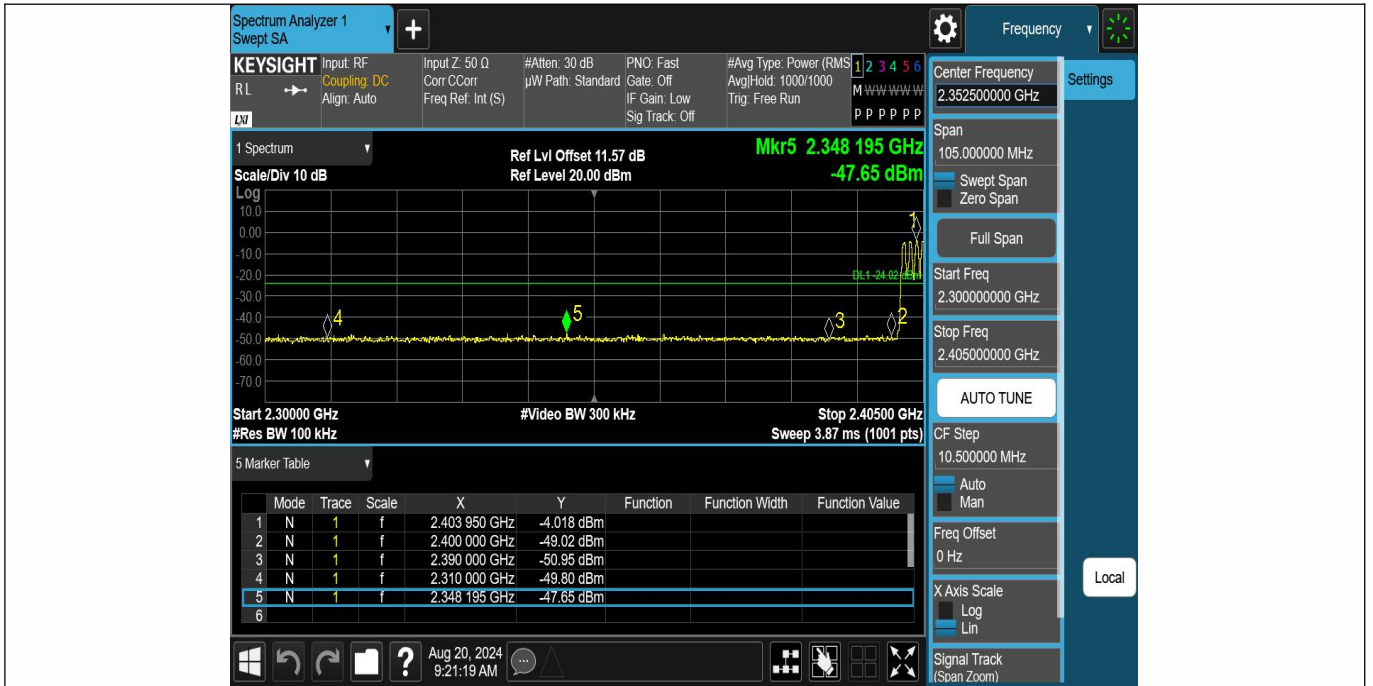 Spectrum Analyzer 1
Swept SA
Frequency
KEYSIGHT
RL
LXI
Input: RF
Coupling: DC
Align: Auto
Input Z: 50 Ω
Corr CCorr
Freq Ref: Int (S)
#Atten: 30 dB
µW Path: Standard
PNO: Fast
Gate: Off
IF Gain: Low
Sig Track: Off
#Avg Type: Power (RMS
Avg|Hold: 1000/1000
Trig: Free Run
1 2 3 4 5 6
M W W W W W
P P P P P P
1 Spectrum
Scale/Div 10 dB
Ref Lvl Offset 11.57 dB
Ref Level 20.00 dBm
Mkr5 2.348 195 GHz
-47.65 dBm
Log
10.0
0.00
-10.0
-20.0
-30.0
-40.0
-50.0
-60.0
-70.0
1
DL1 -24.02 dBm
4
5
3
2
Start 2.30000 GHz
#Video BW 300 kHz
Stop 2.40500 GHz
#Res BW 100 kHz
Sweep 3.87 ms (1001 pts)
5 Marker Table
Mode Trace Scale X Y Function Function Width Function Value
1 N 1 f 2.403 950 GHz -4.018 dBm
2 N 1 f 2.400 000 GHz -49.02 dBm
3 N 1 f 2.390 000 GHz -50.95 dBm
4 N 1 f 2.310 000 GHz -49.80 dBm
5 N 1 f 2.348 195 GHz -47.65 dBm
6
Aug 20, 2024
9:21:19 AM
?
Center Frequency
2.352500000 GHz
Settings
Span
105.000000 MHz
Swept Span
Zero Span
Full Span
Start Freq
2.300000000 GHz
Stop Freq
2.405000000 GHz
AUTO TUNE
CF Step
10.500000 MHz
Auto
Man
Freq Offset
0 Hz
X Axis Scale
Log
Lin
Signal Track
(Span Zoom)
Local